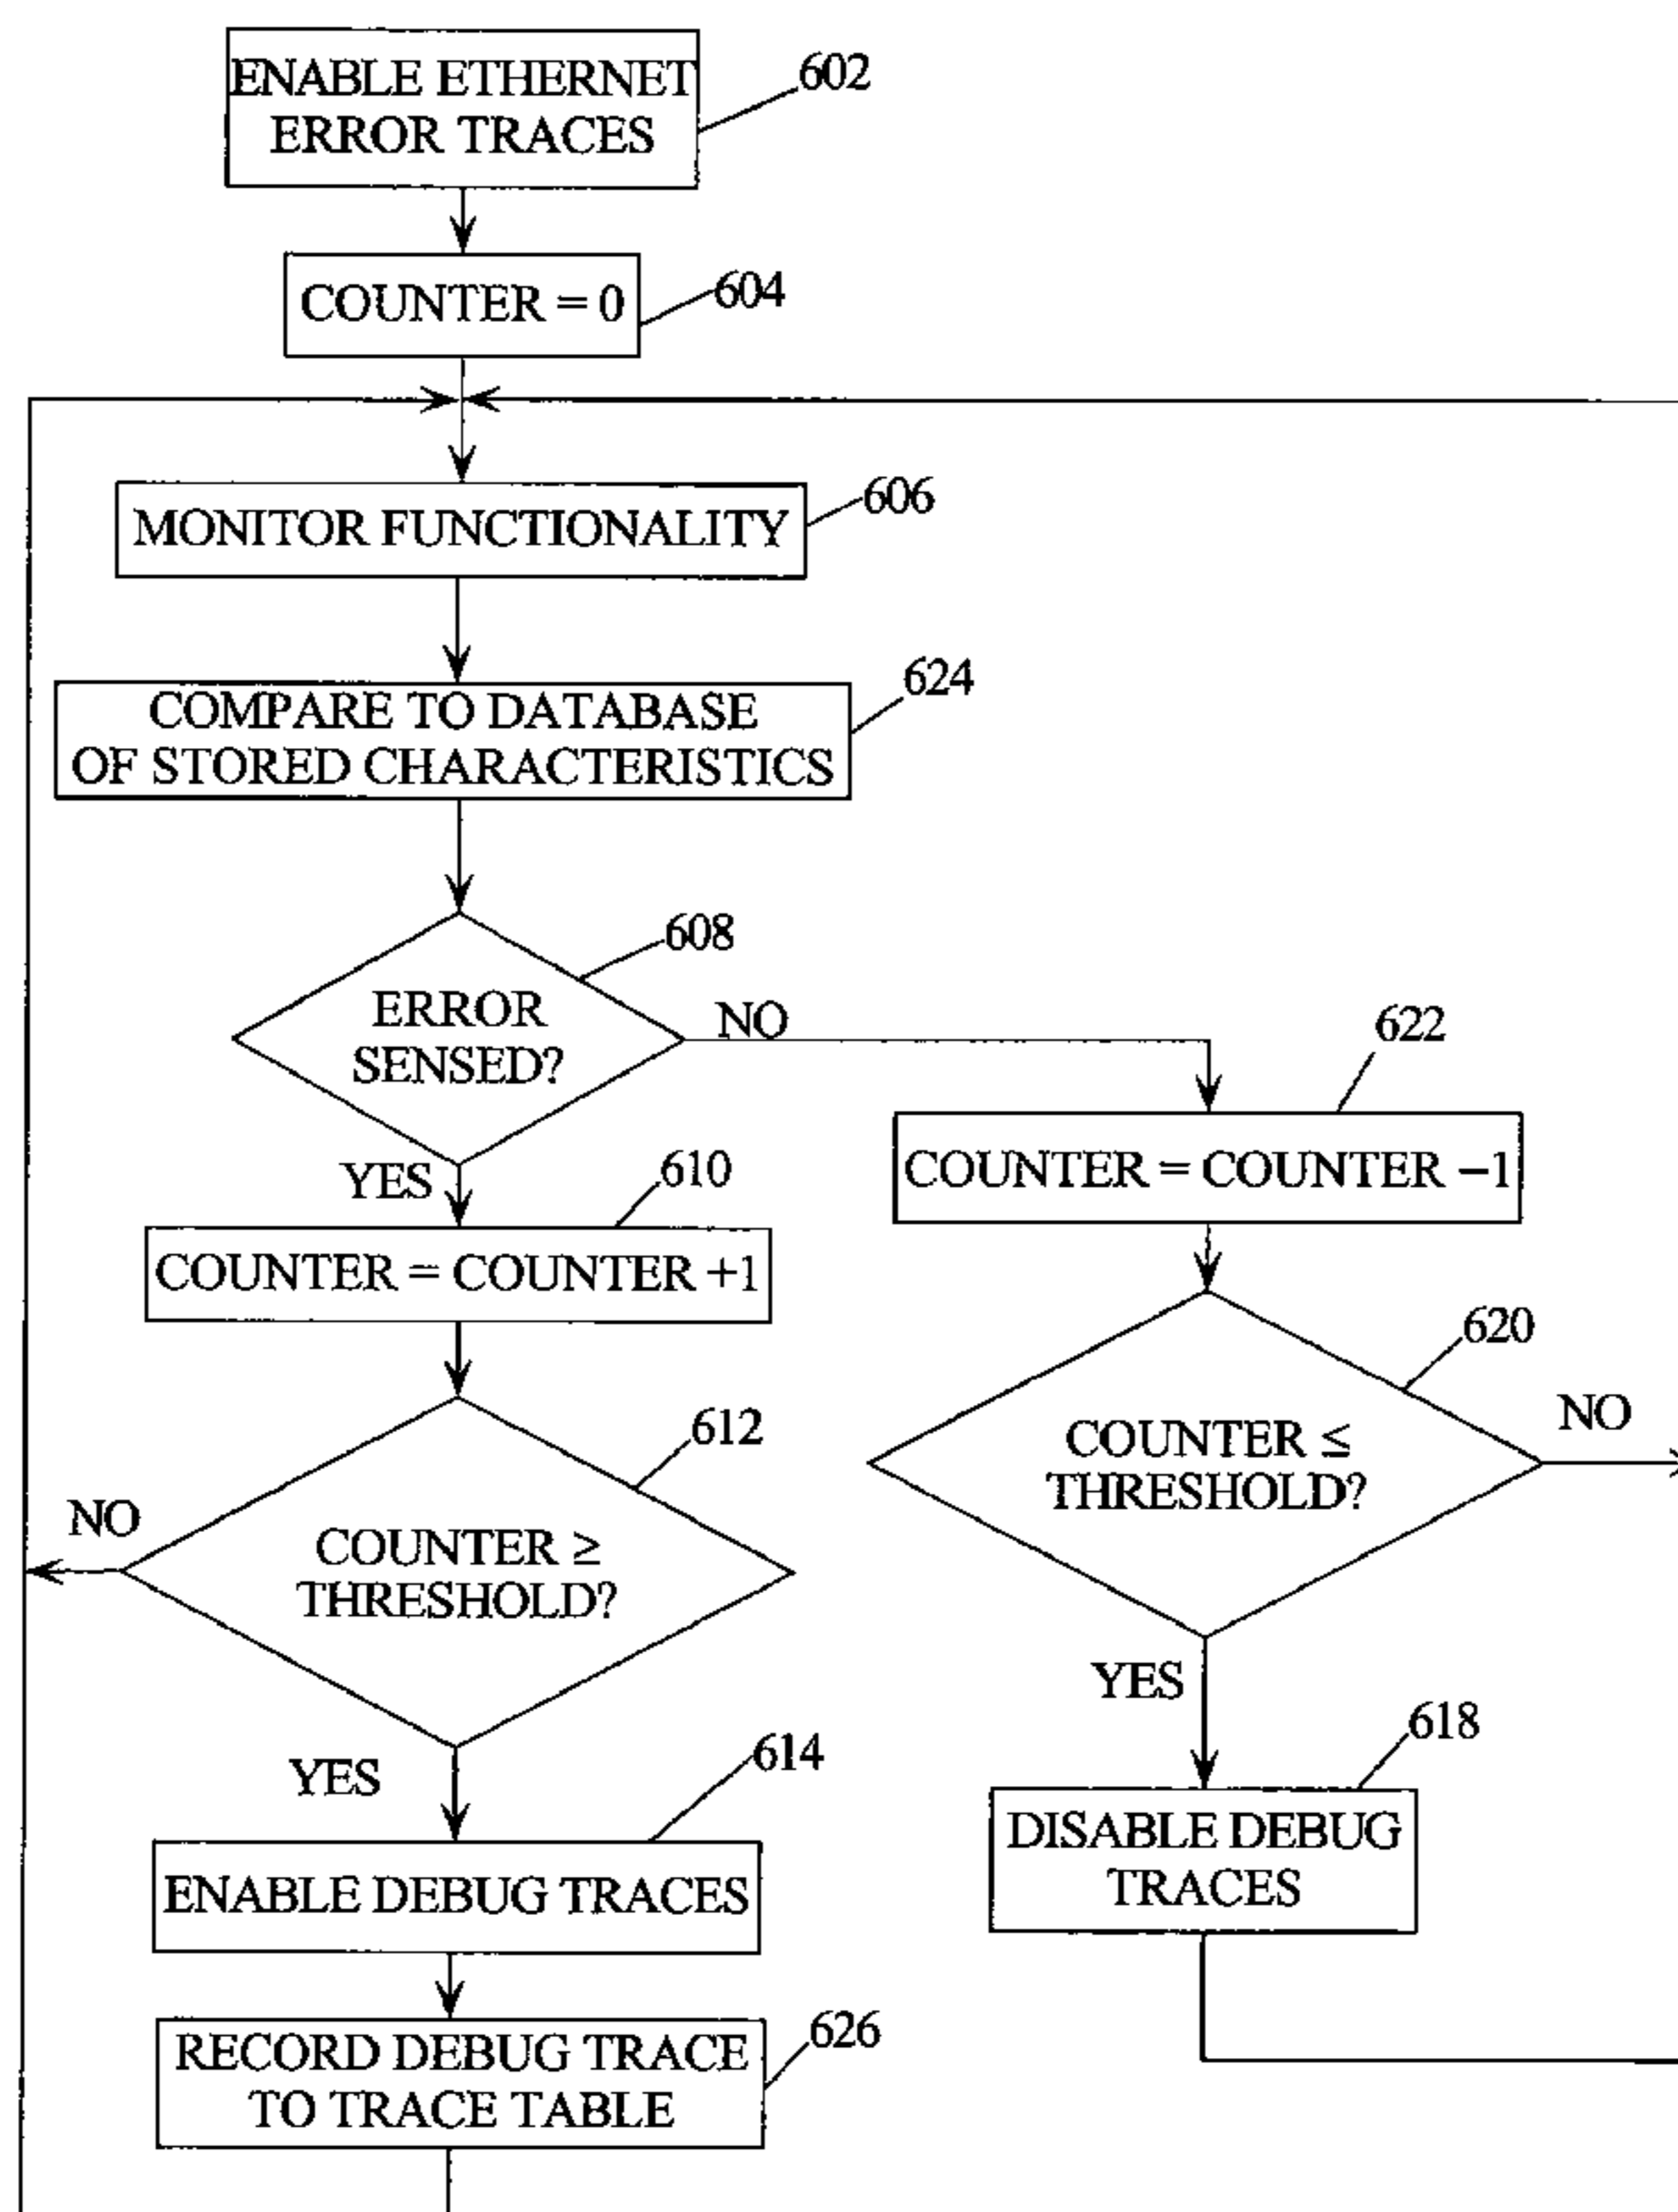 ENABLE ETHERNET
ERROR TRACES
602
COUNTER = 0
604
MONITOR FUNCTIONALITY
606
COMPARE TO DATABASE
OF STORED CHARACTERISTICS
624
ERROR
SENSED?
608
NO
YES
COUNTER = COUNTER –1
622
COUNTER = COUNTER +1
610
COUNTER ≤
THRESHOLD?
620
NO
YES
COUNTER ≥
THRESHOLD?
612
NO
YES
DISABLE DEBUG
TRACES
618
ENABLE DEBUG TRACES
614
RECORD DEBUG TRACE
TO TRACE TABLE
626